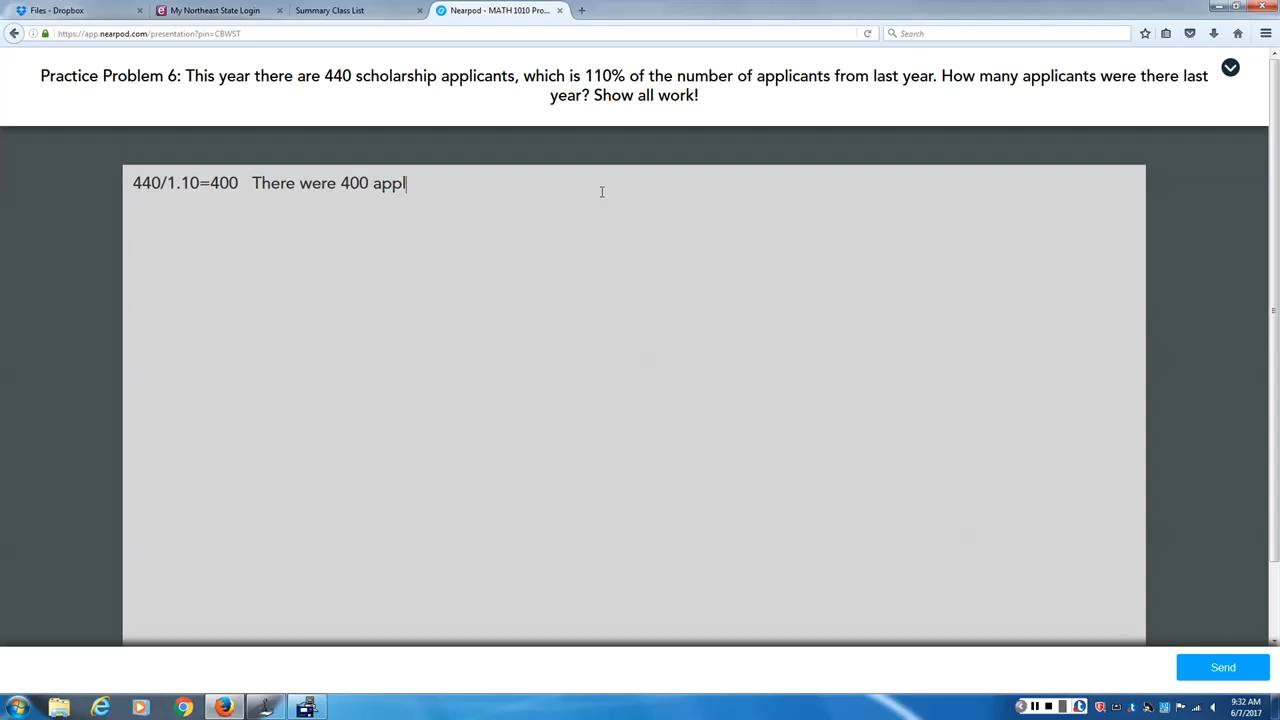 Files - Dropbox
My Northeast State Login
Summary Class List
Nearpod - MATH 1010 Pro...
https://app.nearpod.com/presentation?pin=CBWST
Search
Practice Problem 6: This year there are 440 scholarship applicants, which is 110% of the number of applicants from last year. How many applicants were there last
year? Show all work!
440/1.10=400 There were 400 appl
Send
9:32 AM
6/7/2017